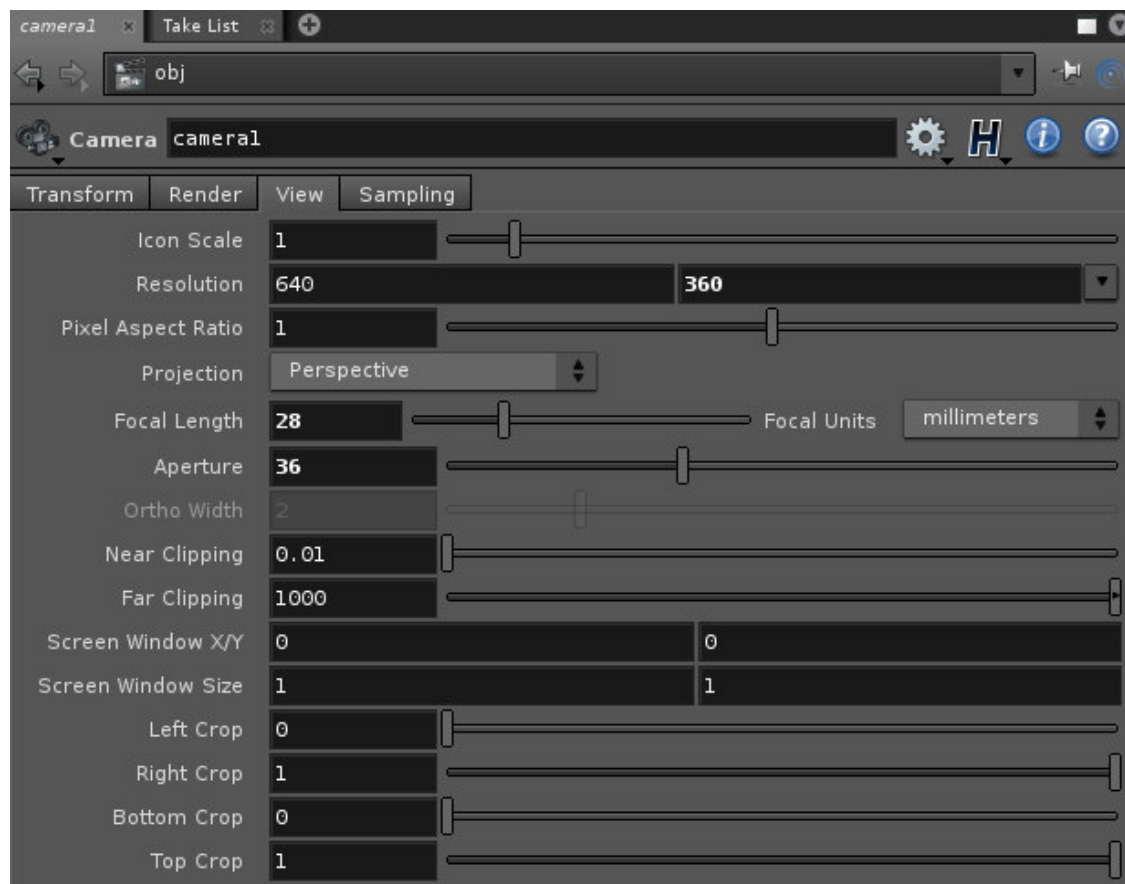 camera1 Take List
obj
Camera camera1
Transform Render View Sampling
Icon Scale 1
Resolution 640 360
Pixel Aspect Ratio 1
Projection Perspective
Focal Length 28 Focal Units millimeters
Aperture 36
Ortho Width 2
Near Clipping 0.01
Far Clipping 1000
Screen Window X/Y 0 0
Screen Window Size 1 1
Left Crop 0
Right Crop 1
Bottom Crop 0
Top Crop 1